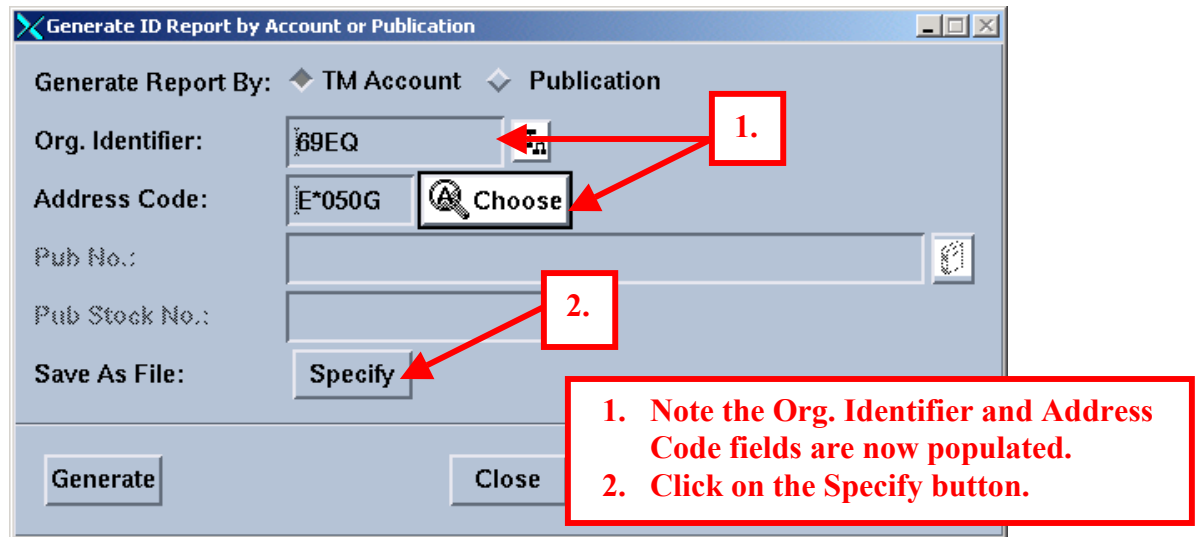 Generate ID Report by Account or Publication
Generate Report By: TM Account Publication
Org. Identifier: 69EQ
1.
Address Code: E*050G Choose
Pub No.:
Pub Stock No.:
2.
Save As File: Specify
1. Note the Org. Identifier and Address
Code fields are now populated.
2. Click on the Specify button.
Generate Close